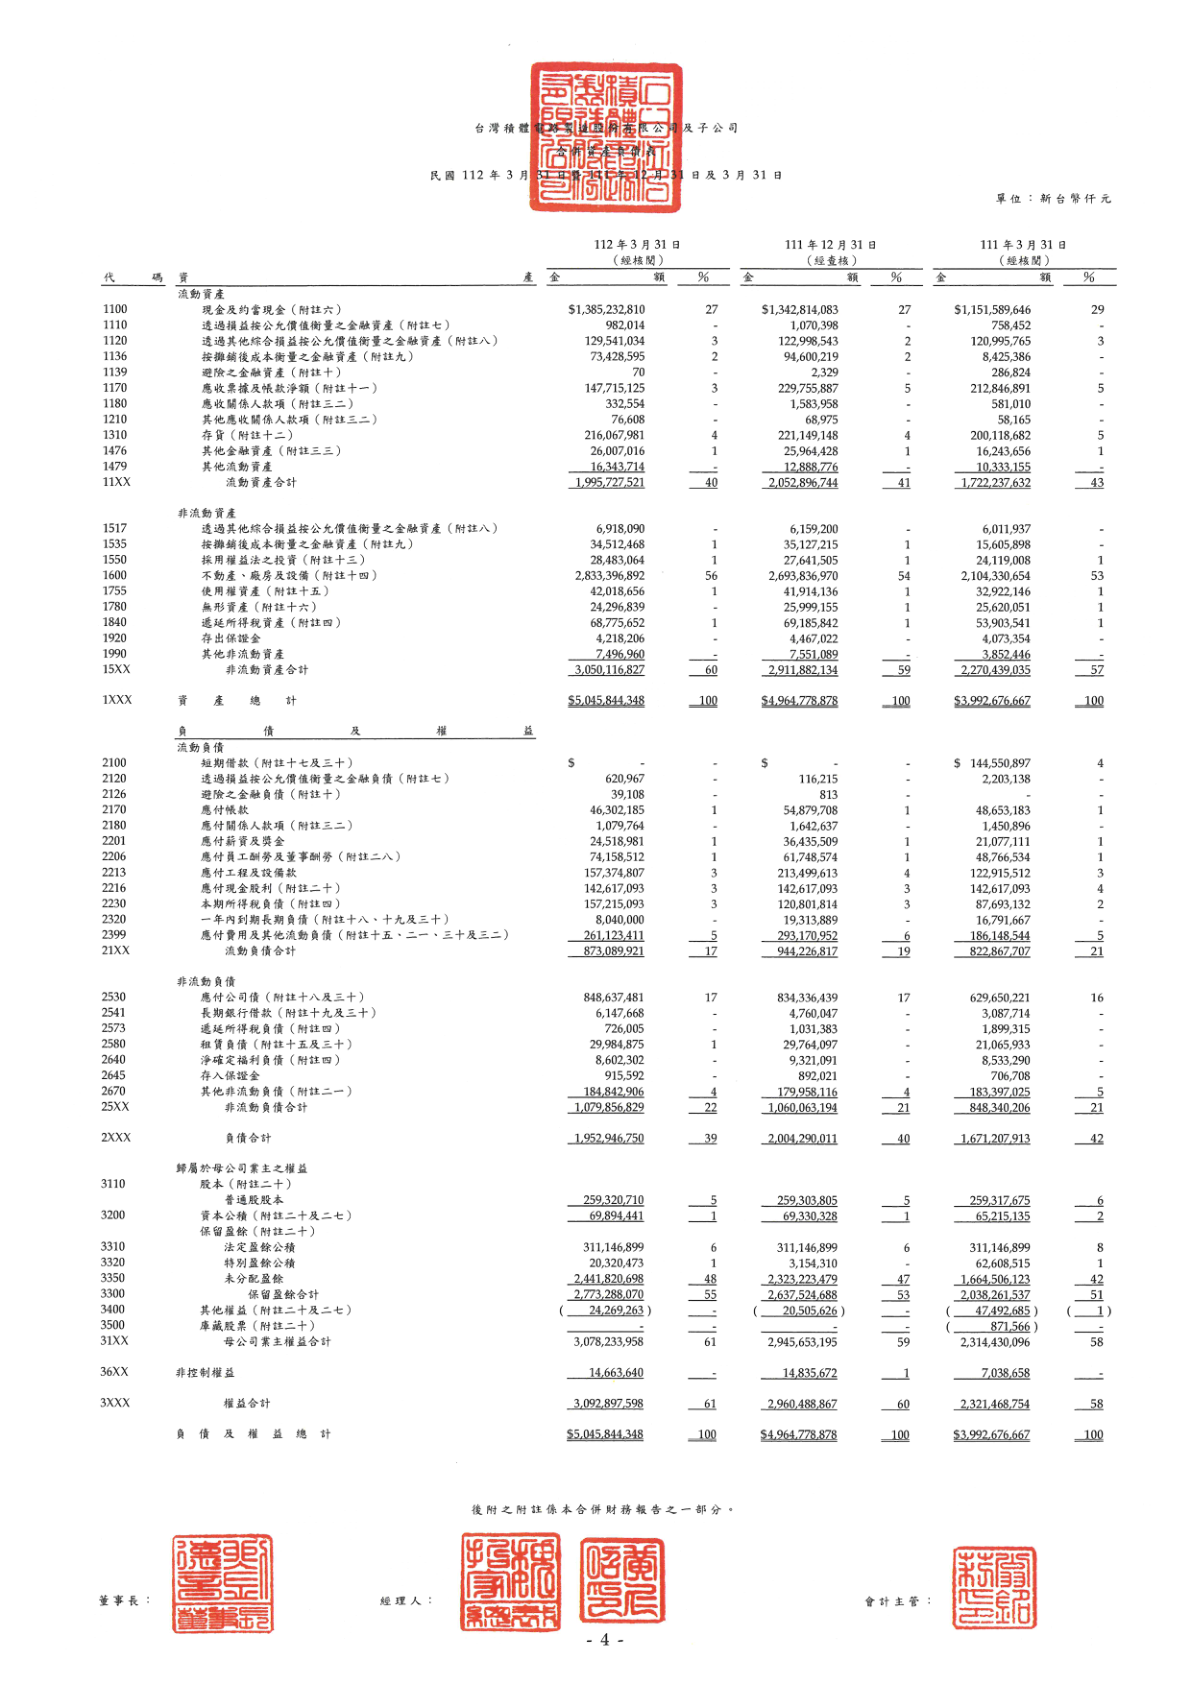 台灣積體電路製造股份有限公司及子公司
合併資產負債表
民國 112 年 3 月 31 日暨 111 年 12 月 31 日及 3 月 31 日
單位：新台幣仟元
112 年 3 月 31 日 111 年 12 月 31 日 111 年 3 月 31 日
（經核閱） （經查核） （經核閱）
代 碼 資 產 金 額 % 金 額 % 金 額 %
流動資產
1100 現金及約當現金（附註六） $1,385,232,810 27 $1,342,814,083 27 $1,151,589,646 29
1110 透過損益按公允價值衡量之金融資產（附註七） 982,014 - 1,070,398 - 758,452 -
1120 透過其他綜合損益按公允價值衡量之金融資產（附註八） 129,541,034 3 122,998,543 2 120,995,765 3
1136 按攤銷後成本衡量之金融資產（附註九） 73,428,595 2 94,600,219 2 8,425,386 -
1139 避險之金融資產（附註十） 70 - 2,329 - 286,824 -
1170 應收票據及帳款淨額（附註十一） 147,715,125 3 229,755,887 5 212,846,891 5
1180 應收關係人款項（附註三二） 332,554 - 1,583,958 - 581,010 -
1210 其他應收關係人款項（附註三二） 76,608 - 68,975 - 58,165 -
1310 存貨（附註十二） 216,067,981 4 221,149,148 4 200,118,682 5
1476 其他金融資產（附註三三） 26,007,016 1 25,964,428 1 16,243,656 1
1479 其他流動資產 16,343,714 - 12,888,776 - 10,333,155 -
11XX 流動資產合計 1,995,727,521 40 2,052,896,744 41 1,722,237,632 43
非流動資產
1517 透過其他綜合損益按公允價值衡量之金融資產（附註八） 6,918,090 - 6,159,200 - 6,011,937 -
1535 按攤銷後成本衡量之金融資產（附註九） 34,512,468 1 35,127,215 1 15,605,898 -
1550 採用權益法之投資（附註十三） 28,483,064 1 27,641,505 1 24,119,008 1
1600 不動產、廠房及設備（附註十四） 2,833,396,892 56 2,693,836,970 54 2,104,330,654 53
1755 使用權資產（附註十五） 42,018,656 1 41,914,136 1 32,922,146 1
1780 無形資產（附註十六） 24,296,839 - 25,999,155 1 25,620,051 1
1840 遞延所得稅資產（附註四） 68,775,652 1 69,185,842 1 53,903,541 1
1920 存出保證金 4,218,206 - 4,467,022 - 4,073,354 -
1990 其他非流動資產 7,496,960 - 7,551,089 - 3,852,446 -
15XX 非流動資產合計 3,050,116,827 60 2,911,882,134 59 2,270,439,035 57
1XXX 資 產 總 計 $5,045,844,348 100 $4,964,778,878 100 $3,992,676,667 100
負 債 及 權 益
流動負債
2100 短期借款（附註十七及三十） $ - - $ - - $ 144,550,897 4
2120 透過損益按公允價值衡量之金融負債（附註七） 620,967 - 116,215 - 2,203,138 -
2126 避險之金融負債（附註十） 39,108 - 813 - - -
2170 應付帳款 46,302,185 1 54,879,708 1 48,653,183 1
2180 應付關係人款項（附註三二） 1,079,764 - 1,642,637 - 1,450,896 -
2201 應付薪資及獎金 24,518,981 1 36,435,509 1 21,077,111 1
2206 應付員工酬勞及董事酬勞（附註二八） 74,158,512 1 61,748,574 1 48,766,534 1
2213 應付工程及設備款 157,374,807 3 213,499,613 4 122,915,512 3
2216 應付現金股利（附註二十） 142,617,093 3 142,617,093 3 142,617,093 4
2230 本期所得稅負債（附註四） 157,215,093 3 120,801,814 3 87,693,132 2
2320 一年內到期長期負債（附註十八、十九及三十） 8,040,000 - 19,313,889 - 16,791,667 -
2399 應付費用及其他流動負債（附註十五、二一、三十及三二） 261,123,411 5 293,170,952 6 186,148,544 5
21XX 流動負債合計 873,089,921 17 944,226,817 19 822,867,707 21
非流動負債
2530 應付公司債（附註十八及三十） 848,637,481 17 834,336,439 17 629,650,221 16
2541 長期銀行借款（附註十九及三十） 6,147,668 - 4,760,047 - 3,087,714 -
2573 遞延所得稅負債（附註四） 726,005 - 1,031,383 - 1,899,315 -
2580 租賃負債（附註十五及三十） 29,984,875 1 29,764,097 - 21,065,933 -
2640 淨確定福利負債（附註四） 8,602,302 - 9,321,091 - 8,533,290 -
2645 存入保證金 915,592 - 892,021 - 706,708 -
2670 其他非流動負債（附註二一） 184,842,906 4 179,958,116 4 183,397,025 5
25XX 非流動負債合計 1,079,856,829 22 1,060,063,194 21 848,340,206 21
2XXX 負債合計 1,952,946,750 39 2,004,290,011 40 1,671,207,913 42
歸屬於母公司業主之權益
3110 股本（附註二十）
普通股股本 259,320,710 5 259,303,805 5 259,317,675 6
3200 資本公積（附註二十及二七） 69,894,441 1 69,330,328 1 65,215,135 2
保留盈餘（附註二十）
3310 法定盈餘公積 311,146,899 6 311,146,899 6 311,146,899 8
3320 特別盈餘公積 20,320,473 1 3,154,310 - 62,608,515 1
3350 未分配盈餘 2,441,820,698 48 2,323,223,479 47 1,664,506,123 42
3300 保留盈餘合計 2,773,288,070 55 2,637,524,688 53 2,038,261,537 51
3400 其他權益（附註二十及二七） ( 24,269,263 ) - ( 20,505,626 ) - ( 47,492,685 ) ( 1 )
3500 庫藏股票（附註二十） - - - - ( 871,566 ) -
31XX 母公司業主權益合計 3,078,233,958 61 2,945,653,195 59 2,314,430,096 58
36XX 非控制權益 14,663,640 - 14,835,672 1 7,038,658 -
3XXX 權益合計 3,092,897,598 61 2,960,488,867 60 2,321,468,754 58
負 債 及 權 益 總 計 $5,045,844,348 100 $4,964,778,878 100 $3,992,676,667 100
後附之附註係本合併財務報告之一部分。
董事長： 經理人： 會計主管：
- 4 -